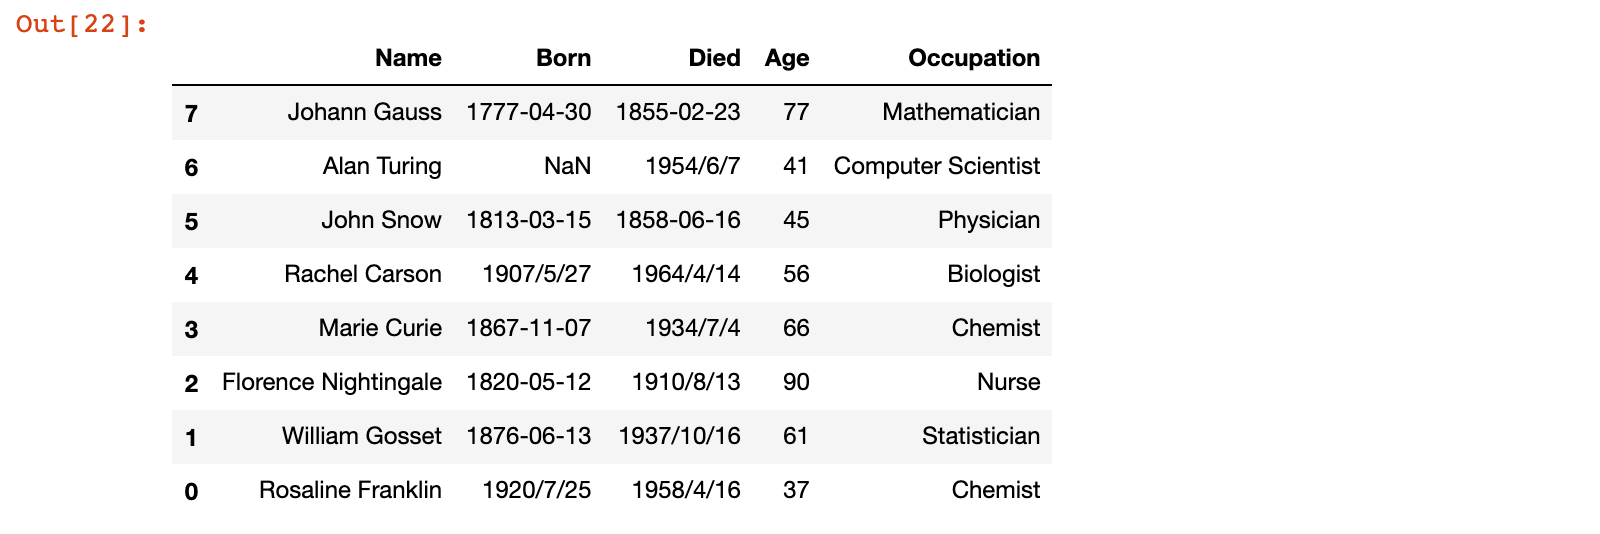 Out[22]:
Name Born Died Age Occupation
7 Johann Gauss 1777-04-30 1855-02-23 77 Mathematician
6 Alan Turing NaN 1954/6/7 41 Computer Scientist
5 John Snow 1813-03-15 1858-06-16 45 Physician
4 Rachel Carson 1907/5/27 1964/4/14 56 Biologist
3 Marie Curie 1867-11-07 1934/7/4 66 Chemist
2 Florence Nightingale 1820-05-12 1910/8/13 90 Nurse
1 William Gosset 1876-06-13 1937/10/16 61 Statistician
0 Rosaline Franklin 1920/7/25 1958/4/16 37 Chemist